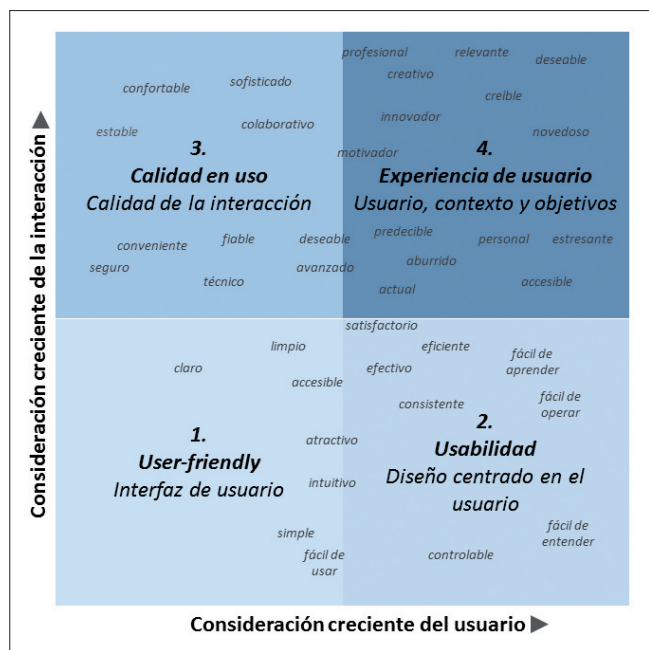 Consideración creciente de la interacción ▶
profesional
relevante
deseable
creativo
sofisticado
confortable
creíble
innovador
colaborativo
estable
novedoso
motivador
3.
Calidad en uso
Calidad de la interacción
4.
Experiencia de usuario
Usuario, contexto y objetivos
predecible
fiable
deseable
personal
estresante
conveniente
aburrido
seguro
avanzado
técnico
accesible
actual
satisfactorio
limpio
eficiente
fácil de
aprender
claro
efectivo
accesible
fácil de
operar
consistente
1.
User-friendly
Interfaz de usuario
atractivo
2.
Usabilidad
Diseño centrado en el
usuario
intuitivo
simple
fácil de
usar
fácil de
entender
controlable
Consideración creciente del usuario ▶